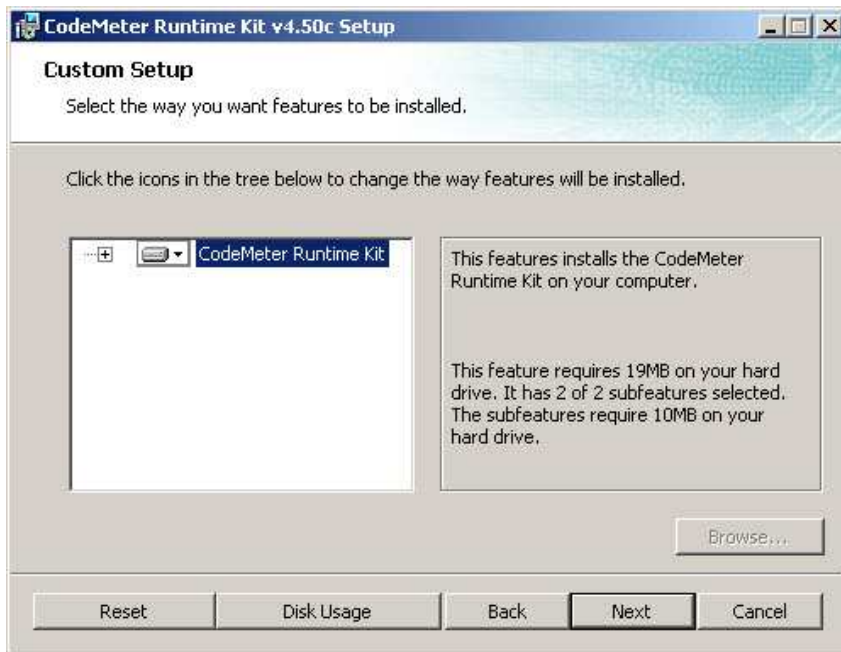 CodeMeter Runtime Kit v4.50c Setup
Custom Setup
Select the way you want features to be installed.
Click the icons in the tree below to change the way features will be installed.
CodeMeter Runtime Kit
This features installs the CodeMeter
Runtime Kit on your computer.
This feature requires 19MB on your hard
drive. It has 2 of 2 subfeatures selected.
The subfeatures require 10MB on your
hard drive.
Browse...
Reset
Disk Usage
Back
Next
Cancel